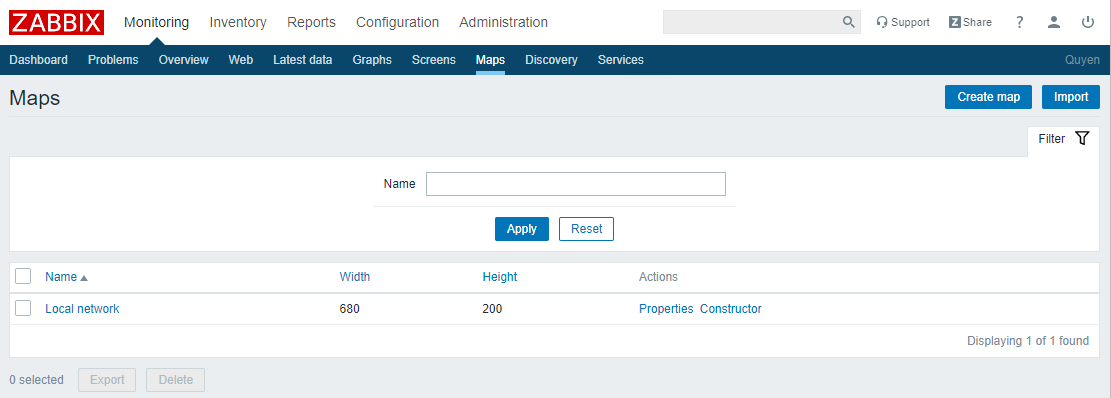 ZABBIX Monitoring Inventory Reports Configuration Administration Support Z Share ?
Dashboard Problems Overview Web Latest data Graphs Screens Maps Discovery Services Quyen
Maps Create map Import
Filter
Name
Apply Reset
Name Width Height Actions
Local network 680 200 Properties Constructor
Displaying 1 of 1 found
0 selected Export Delete